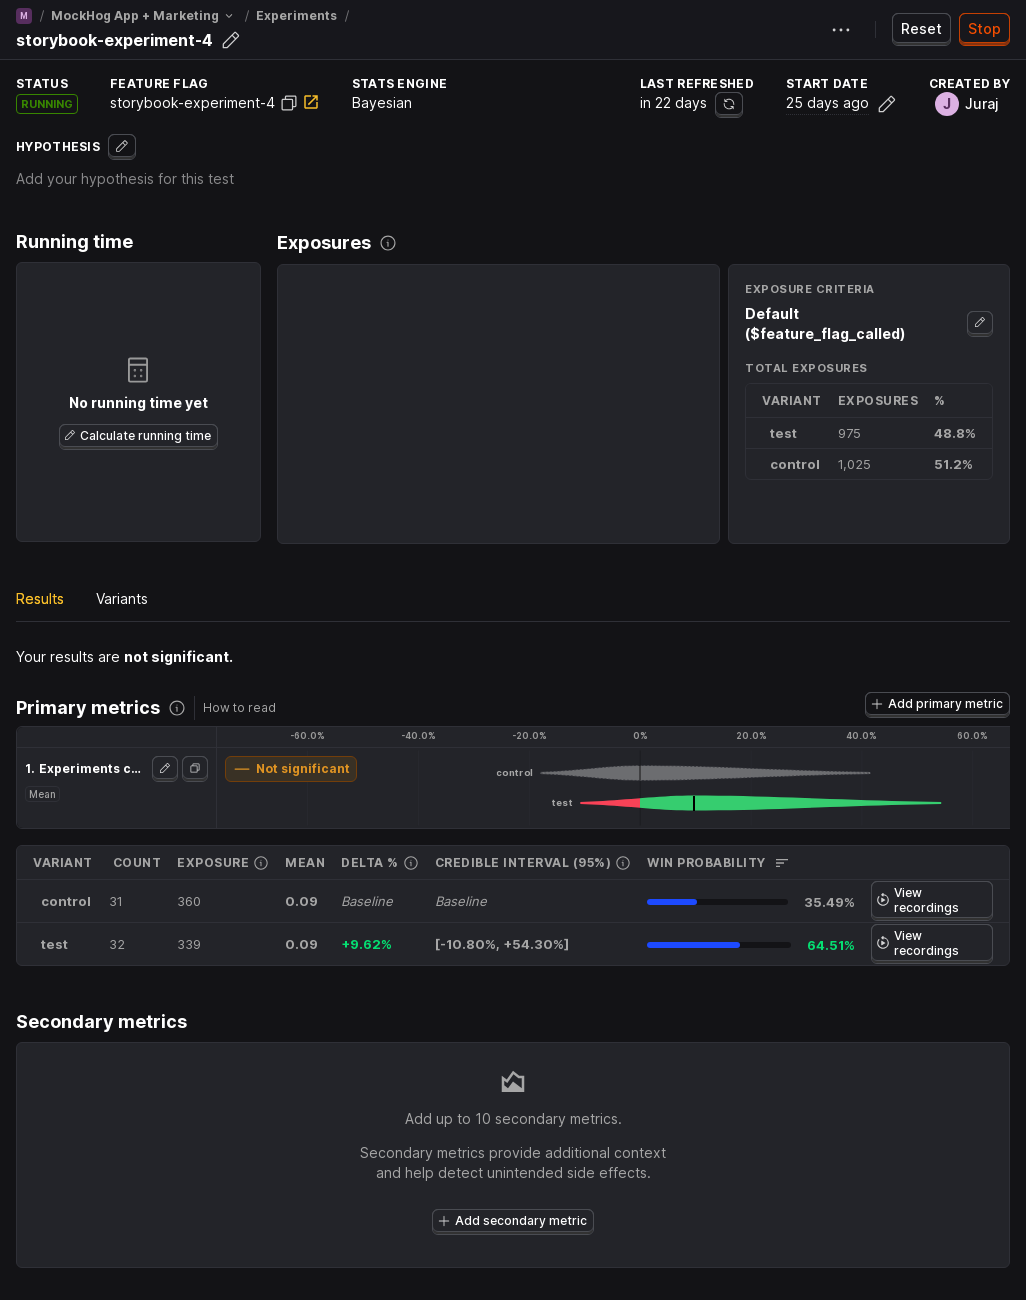 M / MockHog App + Marketing / Experiments /
storybook-experiment-4
Reset
Stop
STATUS
RUNNING
FEATURE FLAG
storybook-experiment-4
STATS ENGINE
Bayesian
LAST REFRESHED
in 22 days
START DATE
25 days ago
CREATED BY
J Juraj
HYPOTHESIS
Add your hypothesis for this test
Running time
No running time yet
Calculate running time
Exposures
EXPOSURE CRITERIA
Default
($feature_flag_called)
TOTAL EXPOSURES
VARIANT EXPOSURES %
test 975 48.8%
control 1,025 51.2%
Results Variants
Your results are not significant.
Primary metrics How to read
Add primary metric
-60.0% -40.0% -20.0% 0% 20.0% 40.0% 60.0%
1. Experiments c...
Mean
Not significant
control
test
VARIANT COUNT EXPOSURE MEAN DELTA % CREDIBLE INTERVAL (95%) WIN PROBABILITY
control 31 360 0.09 Baseline Baseline 35.49% View
recordings
test 32 339 0.09 +9.62% [-10.80%, +54.30%] 64.51% View
recordings
Secondary metrics
Add up to 10 secondary metrics.
Secondary metrics provide additional context
and help detect unintended side effects.
Add secondary metric